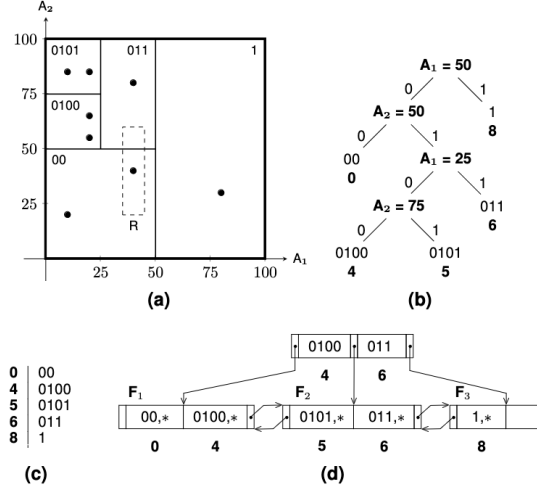 A₂
100
0101
011
1
75
0100
50
00
25
R
25
50
75
100
A₁
(a)
A₁ = 50
0
1
A₂ = 50
1
8
0
1
00
0
A₁ = 25
0
1
A₂ = 75
011
6
0
1
0100
0101
4
5
(b)
0 00
4 0100
5 0101
6 011
8 1
(c)
0100 011
4 6
F₁ F₂ F₃
00,* 0100,* 0101,* 011,* 1,*
0 4 5 6 8
(d)